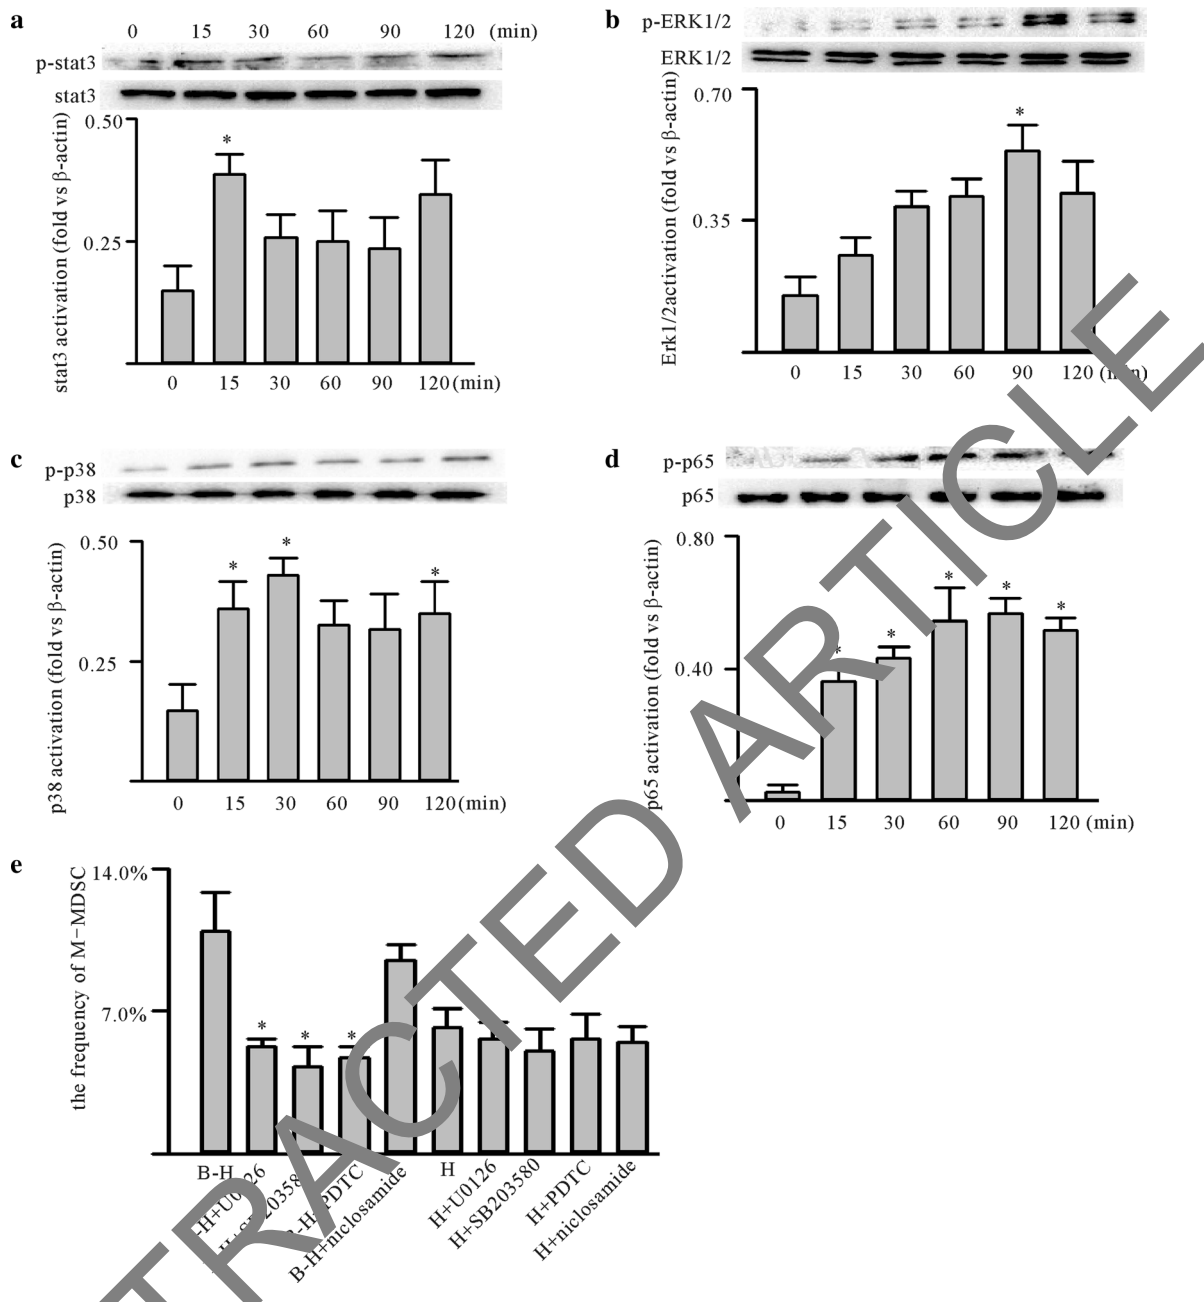 a
0 15 30 60 90 120 (min)
p-stat3
stat3
stat3 activation (fold vs β-actin)
0.50
0.25
*
0 15 30 60 90 120 (min)
b
p-ERK1/2
ERK1/2
Erk1/2activation (fold vs β-actin)
0.70
0.35
*
0 15 30 60 90 120 (min)
c
p-p38
p38
p38 activation (fold vs β-actin)
0.50
0.25
* * *
0 15 30 60 90 120 (min)
d
p-p65
p65
p65 activation (fold vs β-actin)
0.80
0.40
* * * * *
0 15 30 60 90 120 (min)
e
the frequency of M-MDSC
14.0%
7.0%
* * *
B-H
B-H+niclosamide
H
H+U0126
H+SB203580
H+PDTC
H+niclosamide
TRACTED ARTICLE